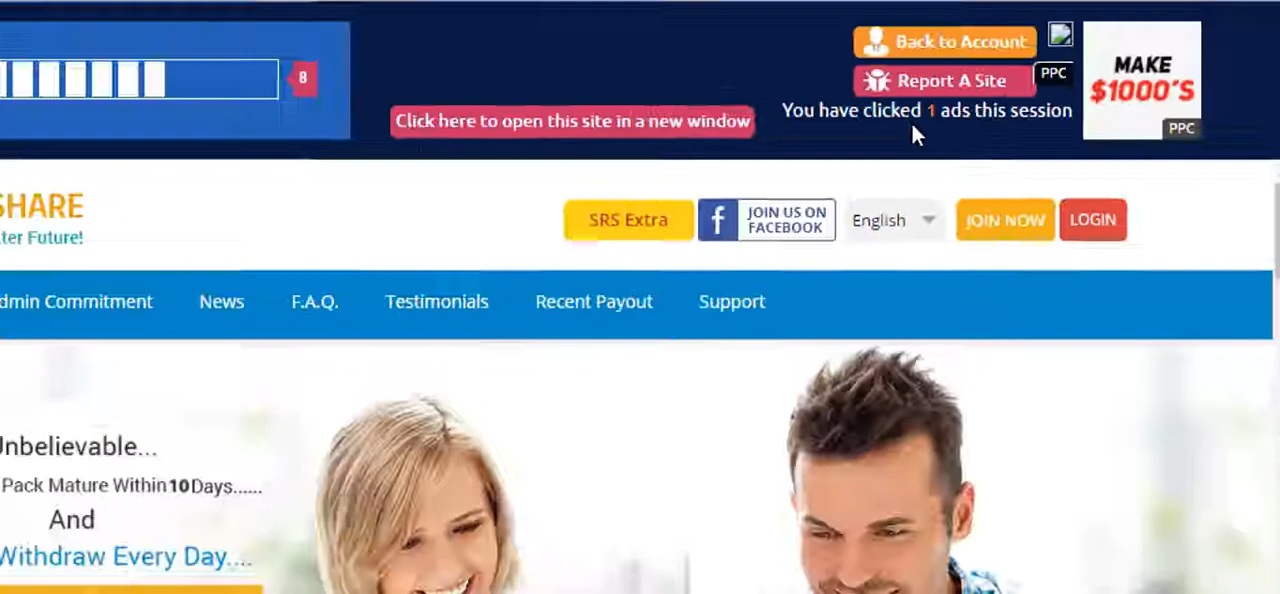 Back to Account
MAKE
$1000'S
PPC
8
Report A Site
PPC
Click here to open this site in a new window
You have clicked 1 ads this session
SHARE
ter Future!
SRS Extra
f
JOIN US ON
FACEBOOK
English
JOIN NOW
LOGIN
dmin Commitment
News
F.A.Q.
Testimonials
Recent Payout
Support
Unbelievable...
Pack Mature Within 10 Days......
And
Withdraw Every Day....